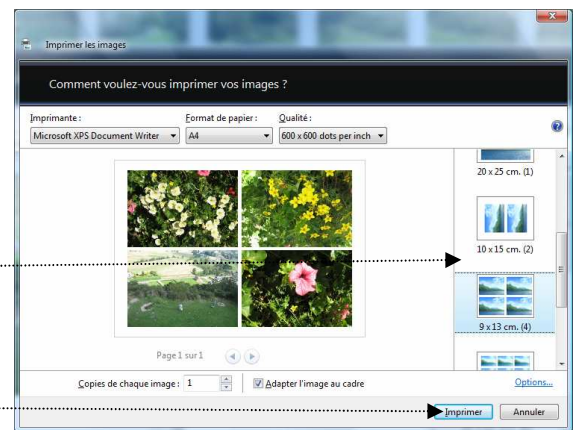 Imprimer les images
Comment voulez-vous imprimer vos images ?
Imprimante : Format de papier : Qualité :
Microsoft XPS Document Writer A4 600 x 600 dots per inch
20 x 25 cm. (1)
10 x 15 cm. (2)
9 x 13 cm. (4)
Page 1 sur 1
Copies de chaque image : 1 Adapter l'image au cadre Options...
Imprimer Annuler